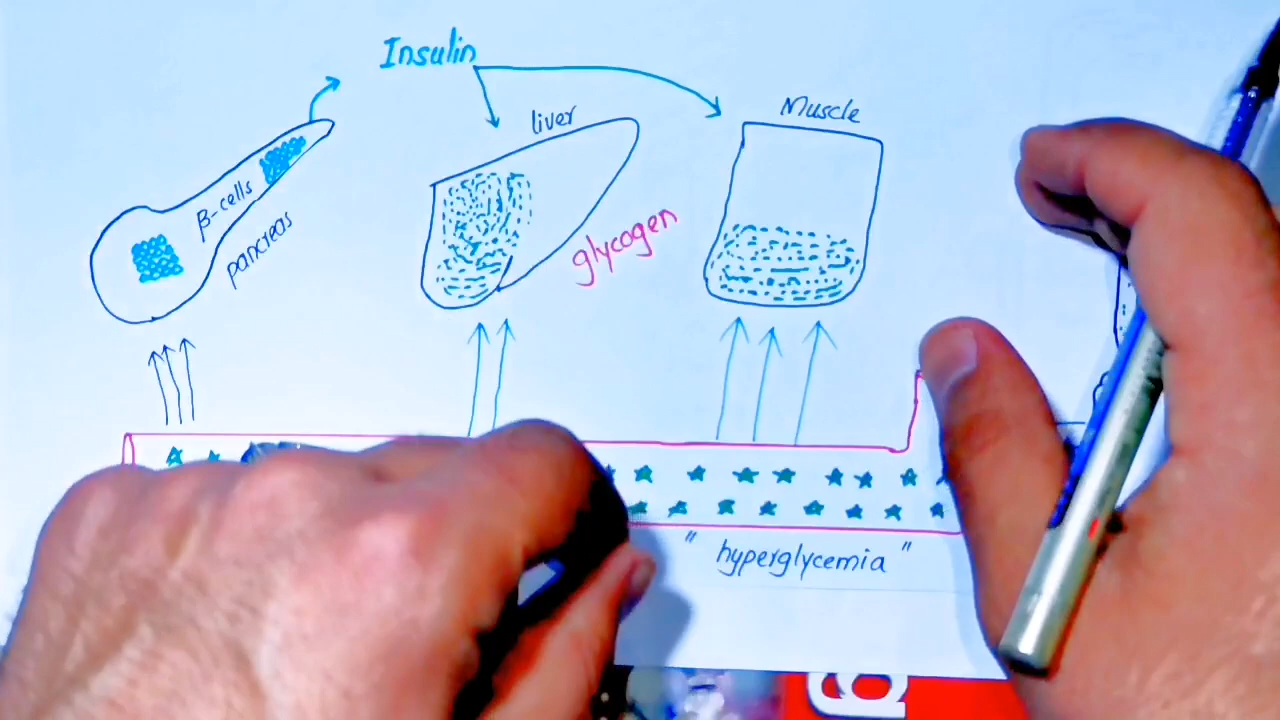 Insulin
liver
Muscle
β-cells
pancreas
glycogen
" hyperglycemia "